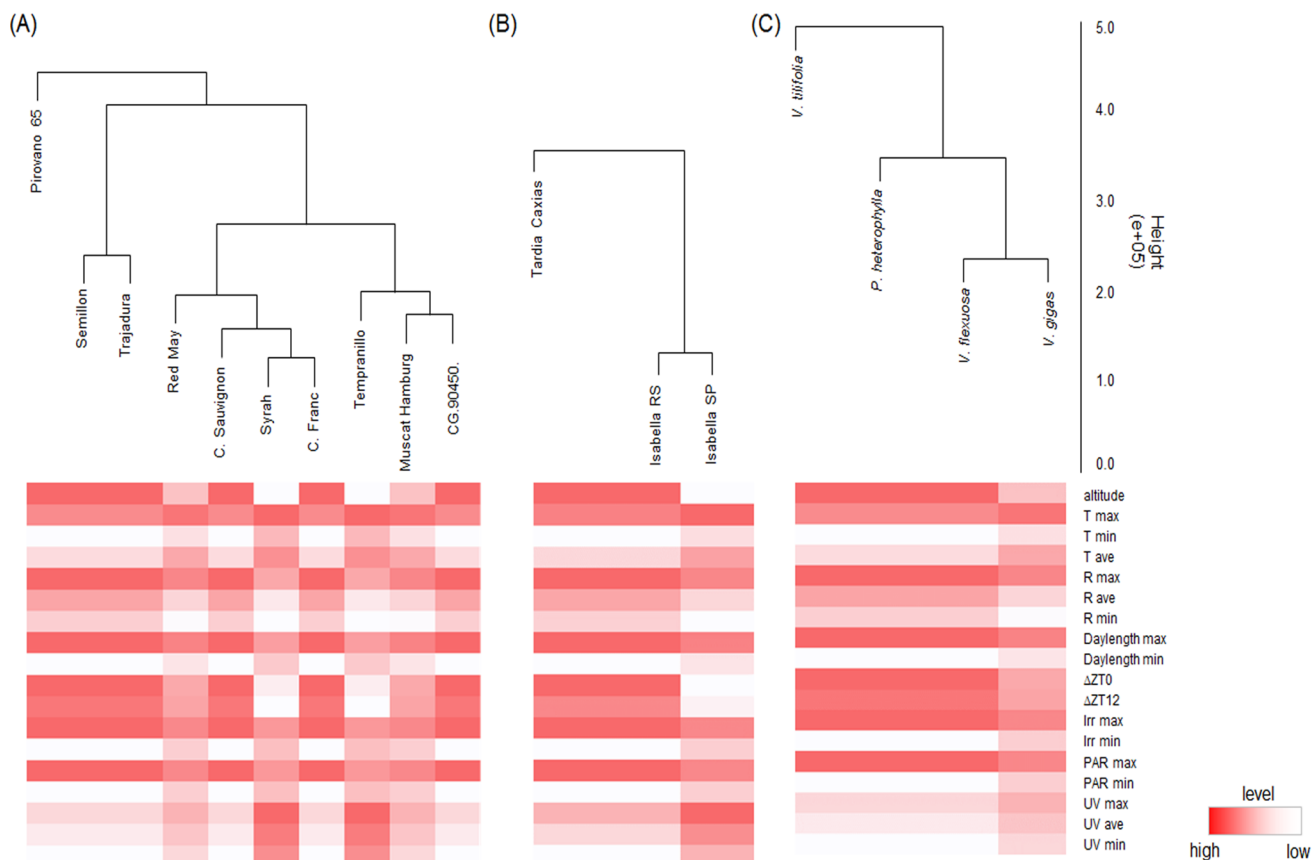 (A)
(B)
(C)
Pirovano 65
Semillon
Trajadura
Red May
C. Sauvignon
Syrah
C. Franc
Tempranillo
Muscat Hamburg
CG.90450.
Tardia Caxias
Isabella RS
Isabella SP
V. tilifolia
P. heterophylla
V. flexuosa
V. gigas
5.0
4.0
3.0
2.0
1.0
0.0
Height
(e+05)
altitude
T max
T min
T ave
R max
R ave
R min
Daylength max
Daylength min
ΔZT0
ΔZT12
Irr max
Irr min
PAR max
PAR min
UV max
UV ave
UV min
level
high low